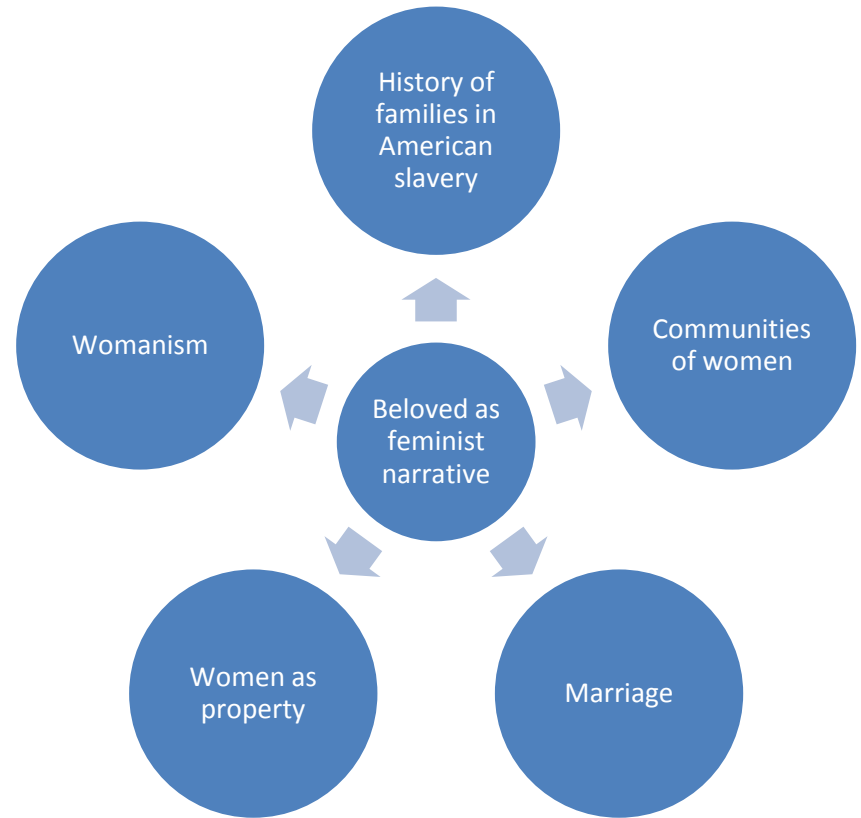 History of
families in
American
slavery
Womanism
Communities
of women
Beloved as
feminist
narrative
Women as
property
Marriage